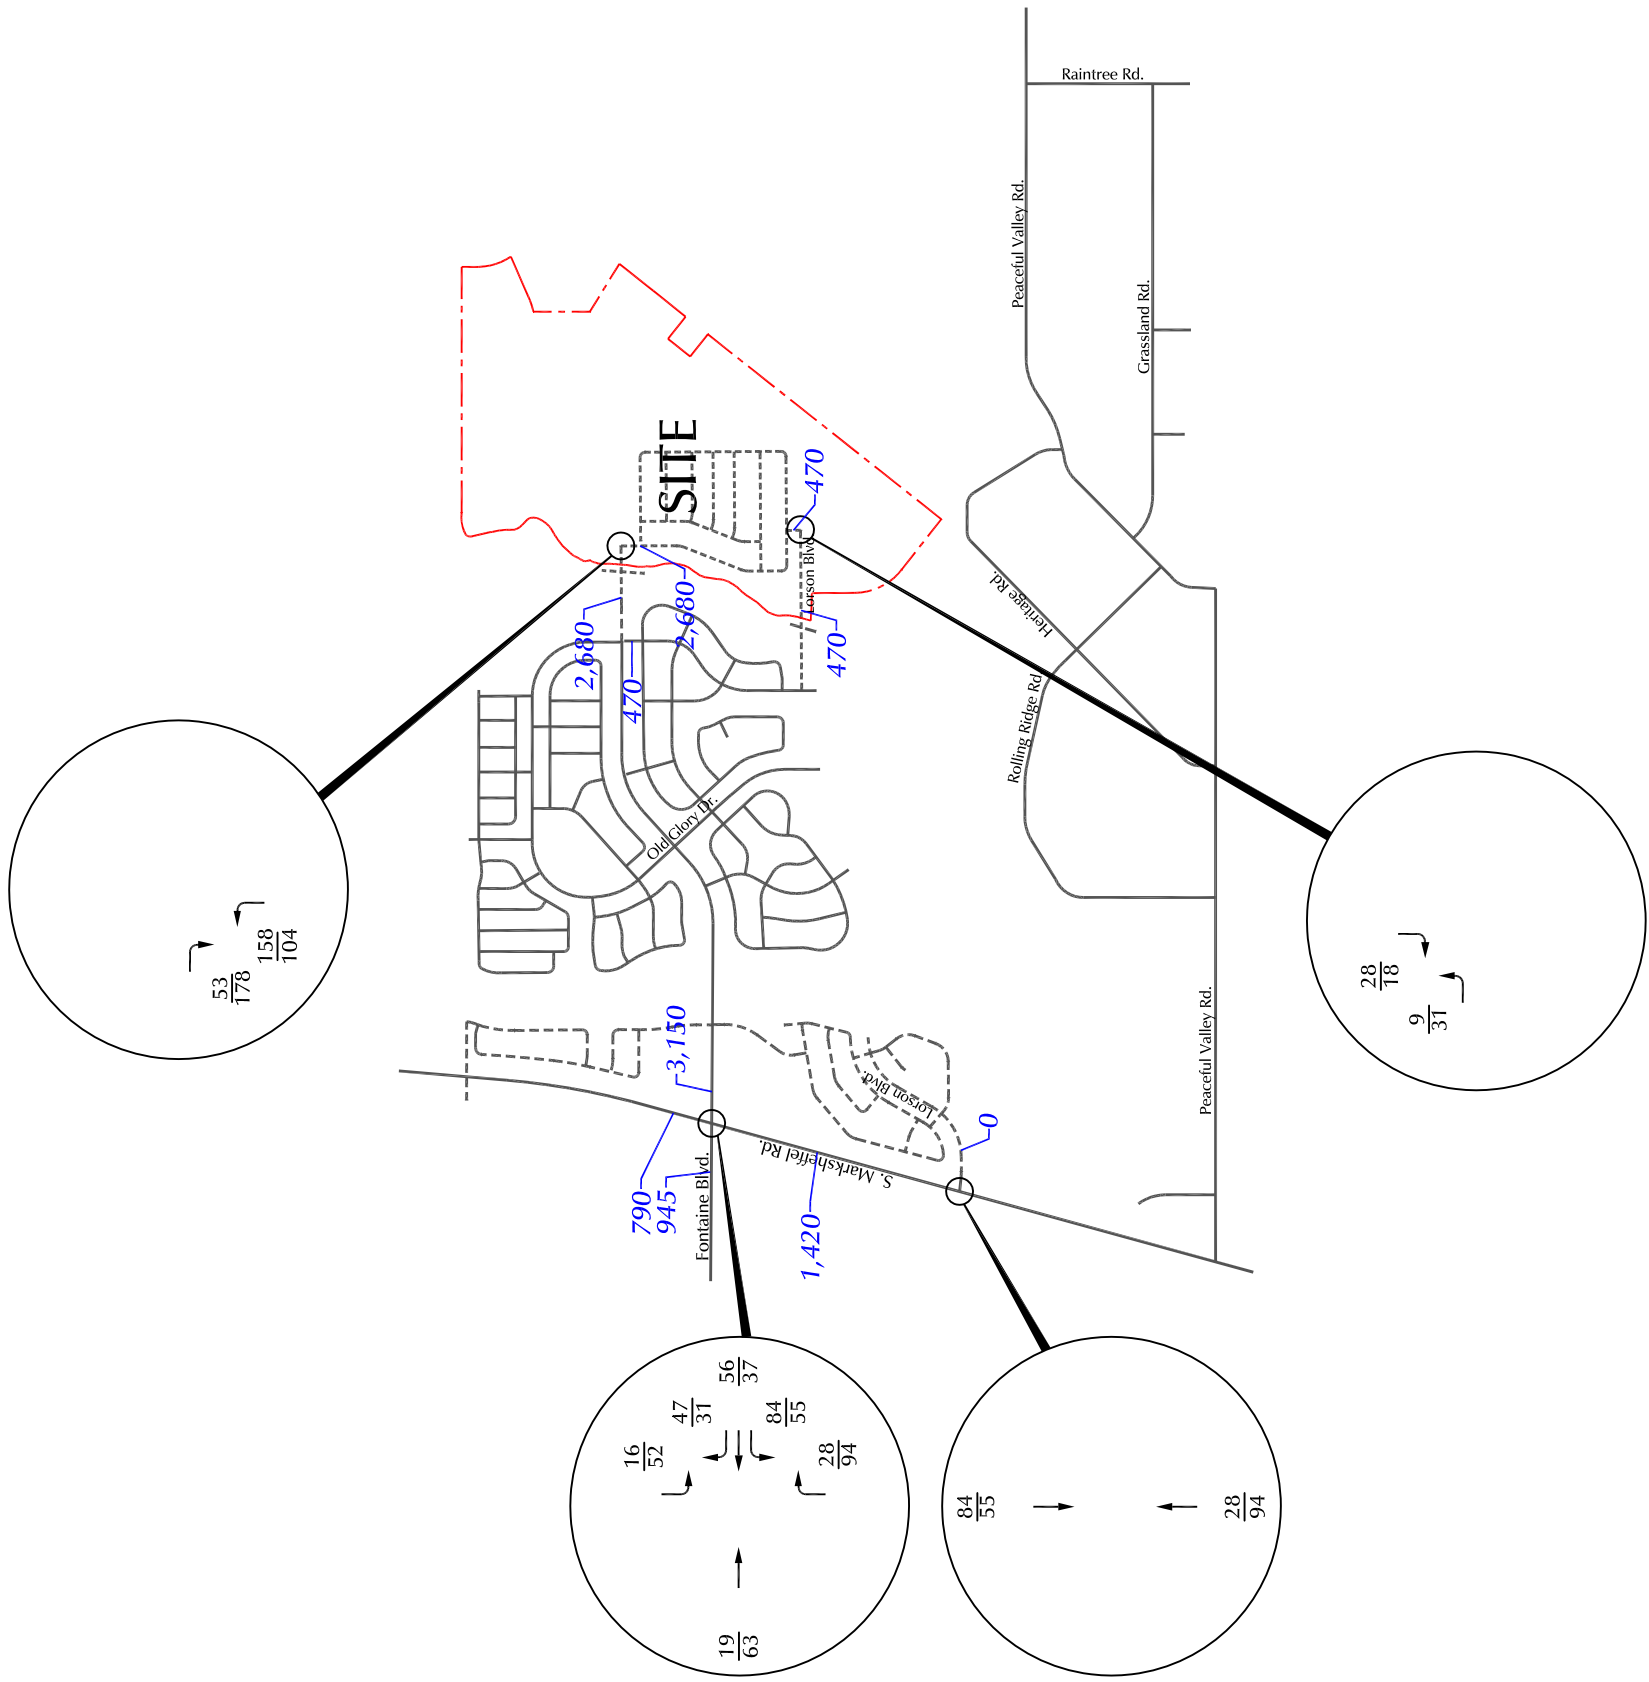 Raintree Rd.
Peaceful Valley Rd.
Grassland Rd.
SITE
470
Lorson Blvd
2,680
2,680
470
470
Heritage Rd.
Rolling Ridge Rd
Old Glory Dr.
158
104
53
178
28
18
9
31
3,150
Lorson Blvd.
Peaceful Valley Rd.
0
S. Marksheffel Rd.
790
945
Fontaine Blvd.
1,420
56
37
47
31
84
55
16
52
28
94
19
63
84
55
28
94